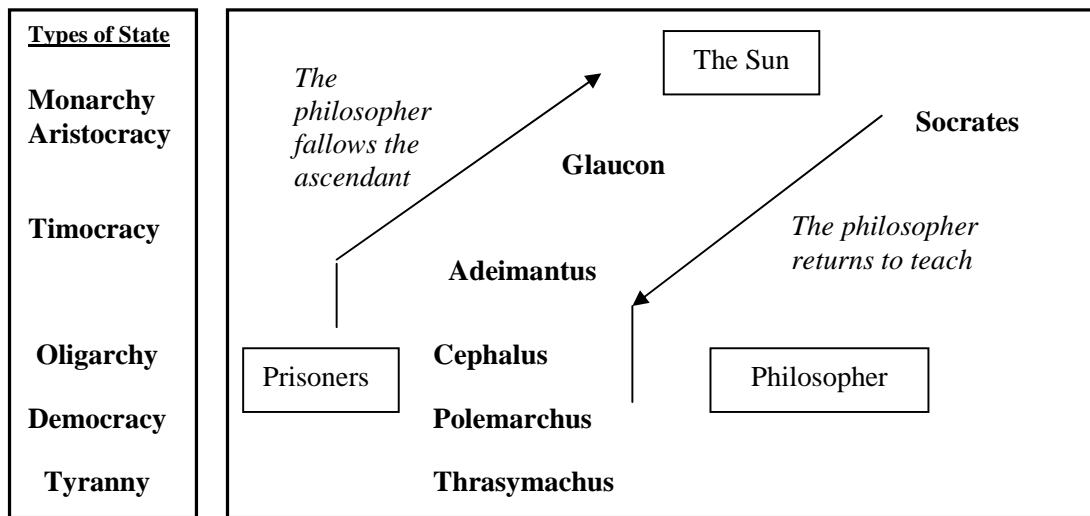 Types of State
Monarchy
Aristocracy
Timocracy
Oligarchy
Democracy
Tyranny
The
philosopher
fallows the
ascendant
The Sun
Socrates
Glaucon
The philosopher
returns to teach
Adeimantus
Prisoners
Cephalus
Philosopher
Polemarchus
Thrasymachus